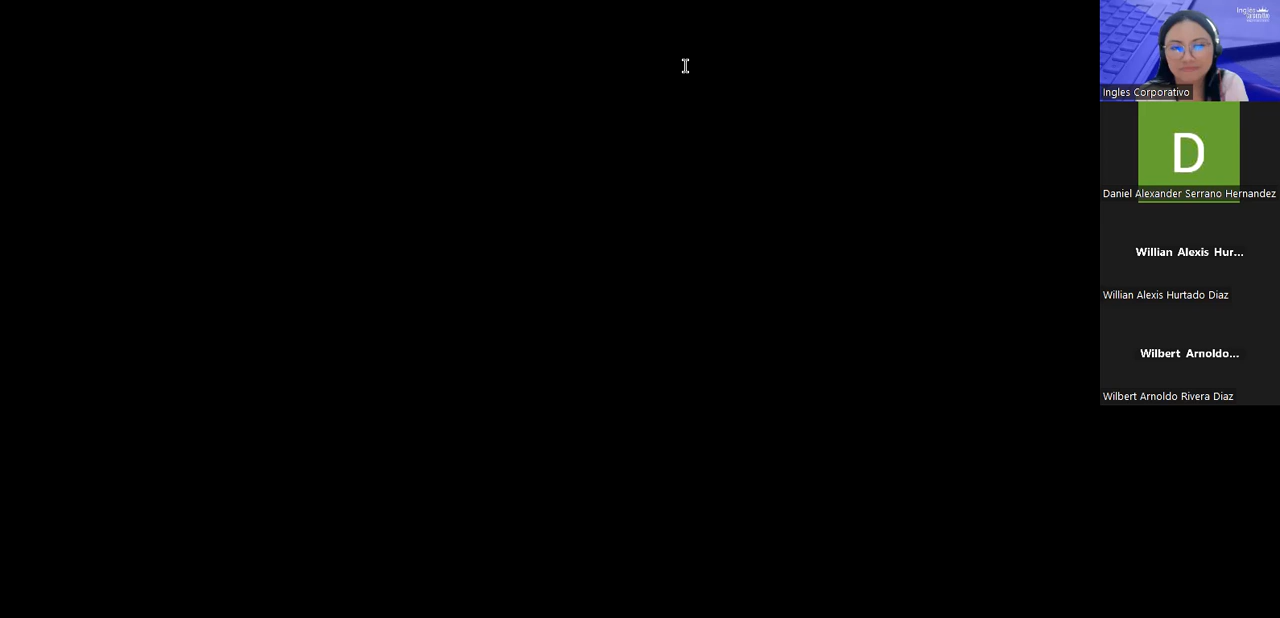 Ingles
Ingles Corporativo
D
Daniel Alexander Serrano Hernandez
Willian Alexis Hur...
Willian Alexis Hurtado Diaz
Wilbert Arnoldo...
Wilbert Arnoldo Rivera Diaz